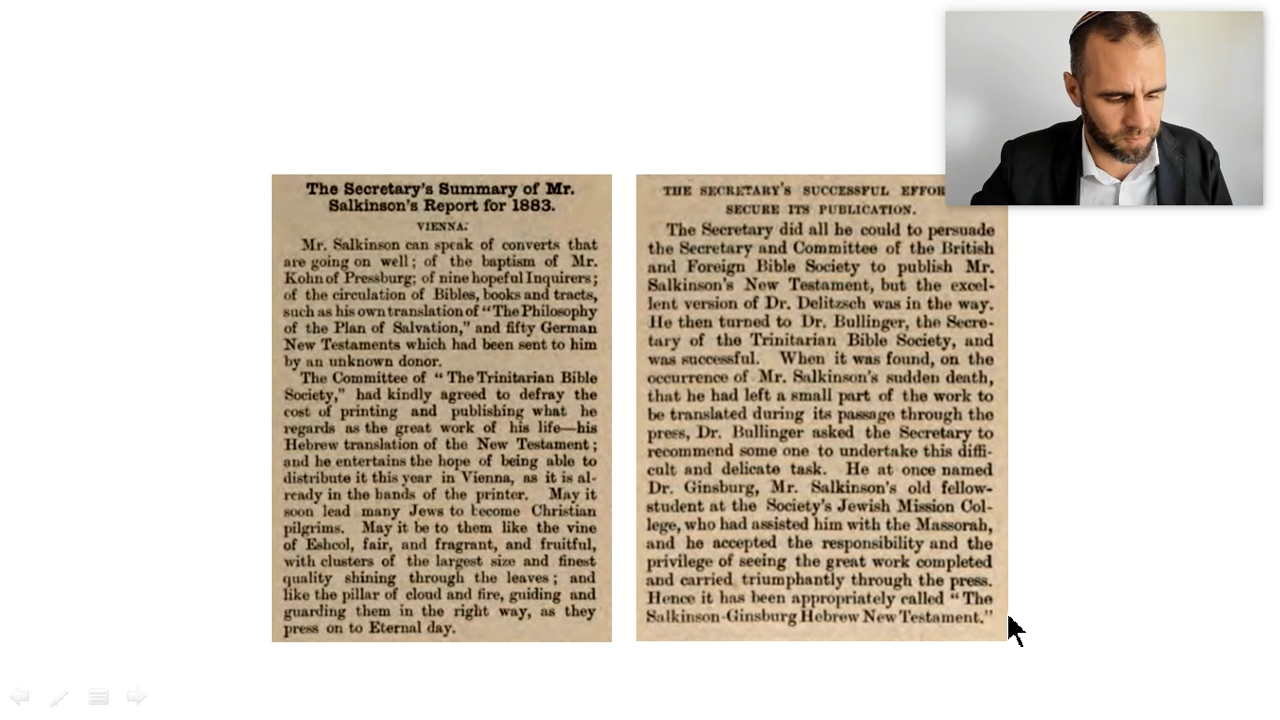 The Secretary's Summary of Mr.
Salkinson's Report for 1883.
VIENNA.
Mr. Salkinson can speak of converts that
are going on well; of the baptism of Mr.
Kohn of Pressburg; of nine hopeful Inquirers;
of the circulation of Bibles, books and tracts,
such as his own translation of "The Philosophy
of the Plan of Salvation," and fifty German
New Testaments which had been sent to him
by an unknown donor.
The Committee of "The Trinitarian Bible
Society," had kindly agreed to defray the
cost of printing and publishing what he
regards as the great work of his life—his
Hebrew translation of the New Testament;
and he entertains the hope of being able to
distribute it this year in Vienna, as it is al-
ready in the hands of the printer. May it
soon lead many Jews to become Christian
pilgrims. May it be to them like the vine
of Eshcol, fair, and fragrant, and fruitful,
with clusters of the largest size and finest
quality shining through the leaves; and
like the pillar of cloud and fire, guiding and
guarding them in the right way, as they
press on to Eternal day.
THE SECRETARY'S SUCCESSFUL EFFOR
SECURE ITS PUBLICATION.
The Secretary did all he could to persuade
the Secretary and Committee of the British
and Foreign Bible Society to publish Mr.
Salkinson's New Testament, but the excel-
lent version of Dr. Delitzsch was in the way.
He then turned to Dr. Bullinger, the Secre-
tary of the Trinitarian Bible Society, and
was successful. When it was found, on the
occurrence of Mr. Salkinson's sudden death,
that he had left a small part of the work to
be translated during its passage through the
press, Dr. Bullinger asked the Secretary to
recommend some one to undertake this diffi-
cult and delicate task. He at once named
Dr. Ginsburg, Mr. Salkinson's old fellow-
student at the Society's Jewish Mission Col-
lege, who had assisted him with the Massorah,
and he accepted the responsibility and the
privilege of seeing the great work completed
and carried triumphantly through the press.
Hence it has been appropriately called "The
Salkinson-Ginsburg Hebrew New Testament."